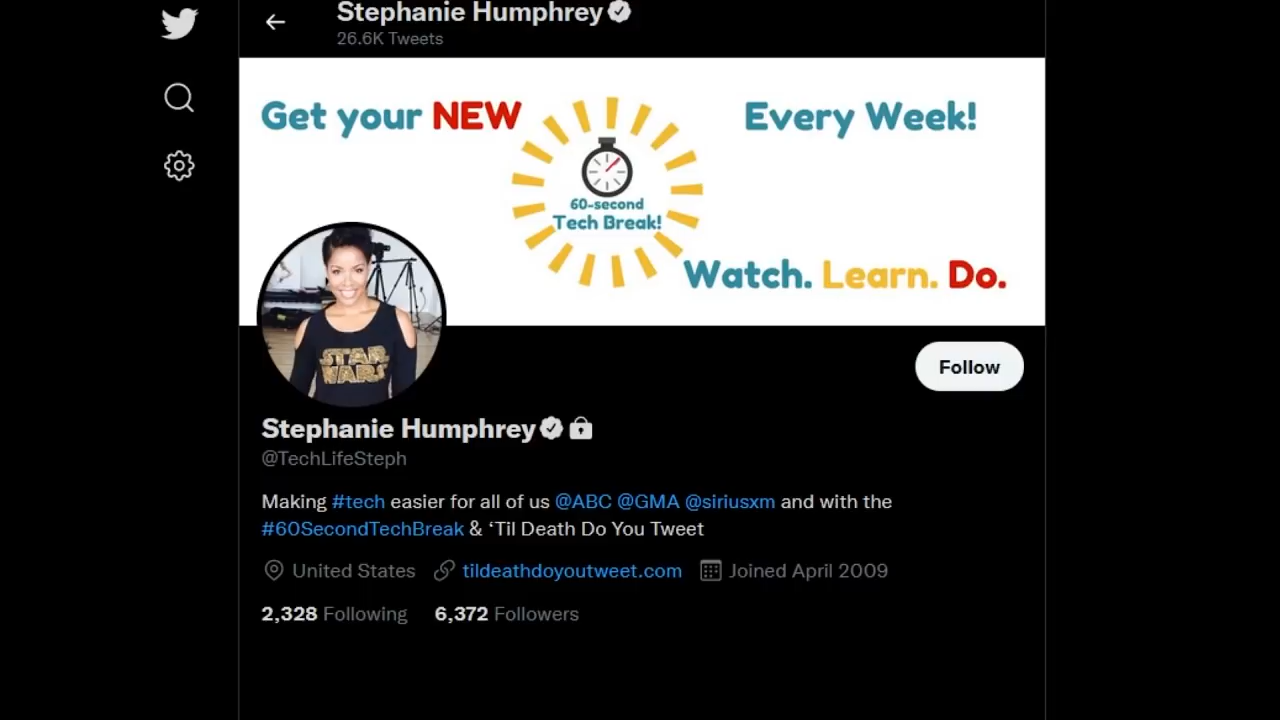 Stephanie Humphrey
26.6K Tweets
Get your NEW
Every Week!
60-second
Tech Break!
Watch. Learn. Do.
STAR
WARS
Follow
Stephanie Humphrey
@TechLifeSteph
Making #tech easier for all of us @ABC @GMA @siriusxm and with the
#60SecondTechBreak & ‘Til Death Do You Tweet
United States tildeathdoyoutweet.com Joined April 2009
2,328 Following 6,372 Followers